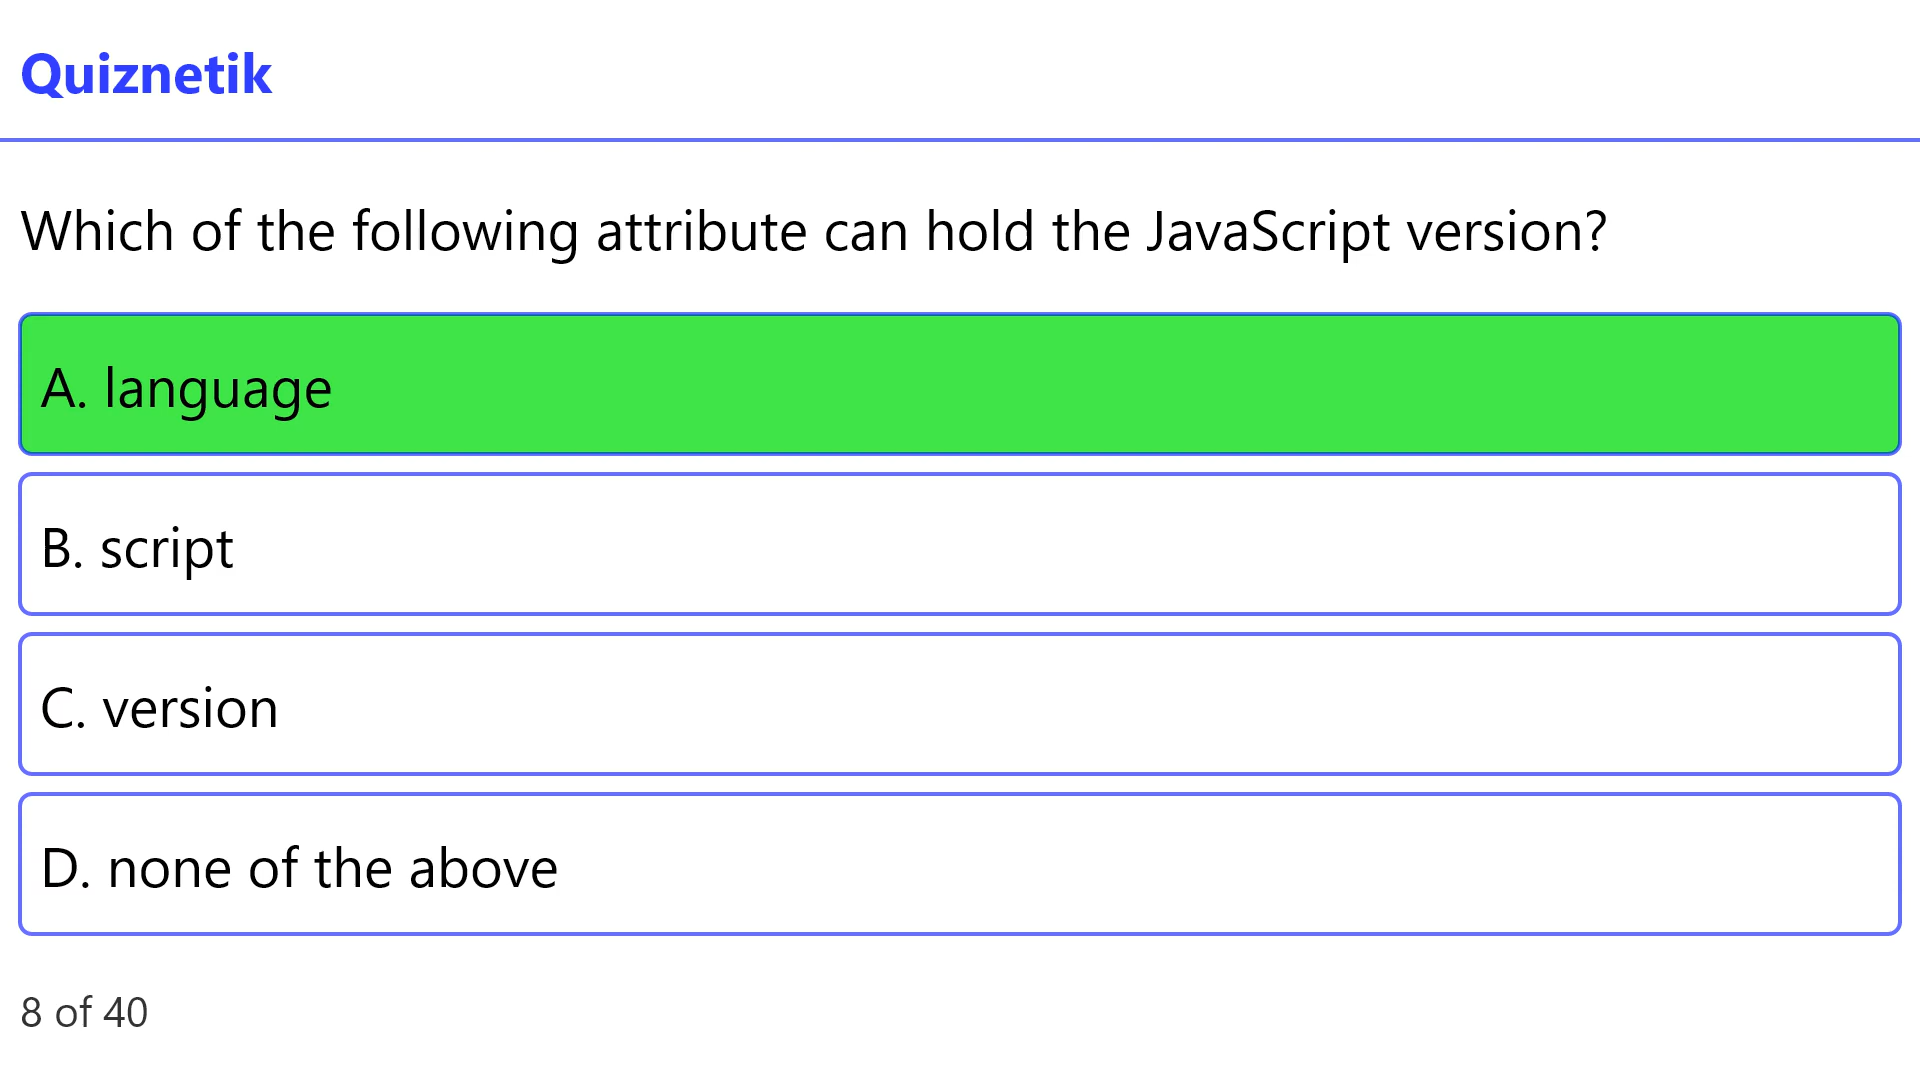 Quiznetik
Which of the following attribute can hold the JavaScript version?
A. language
B. script
C. version
D. none of the above
8 of 40